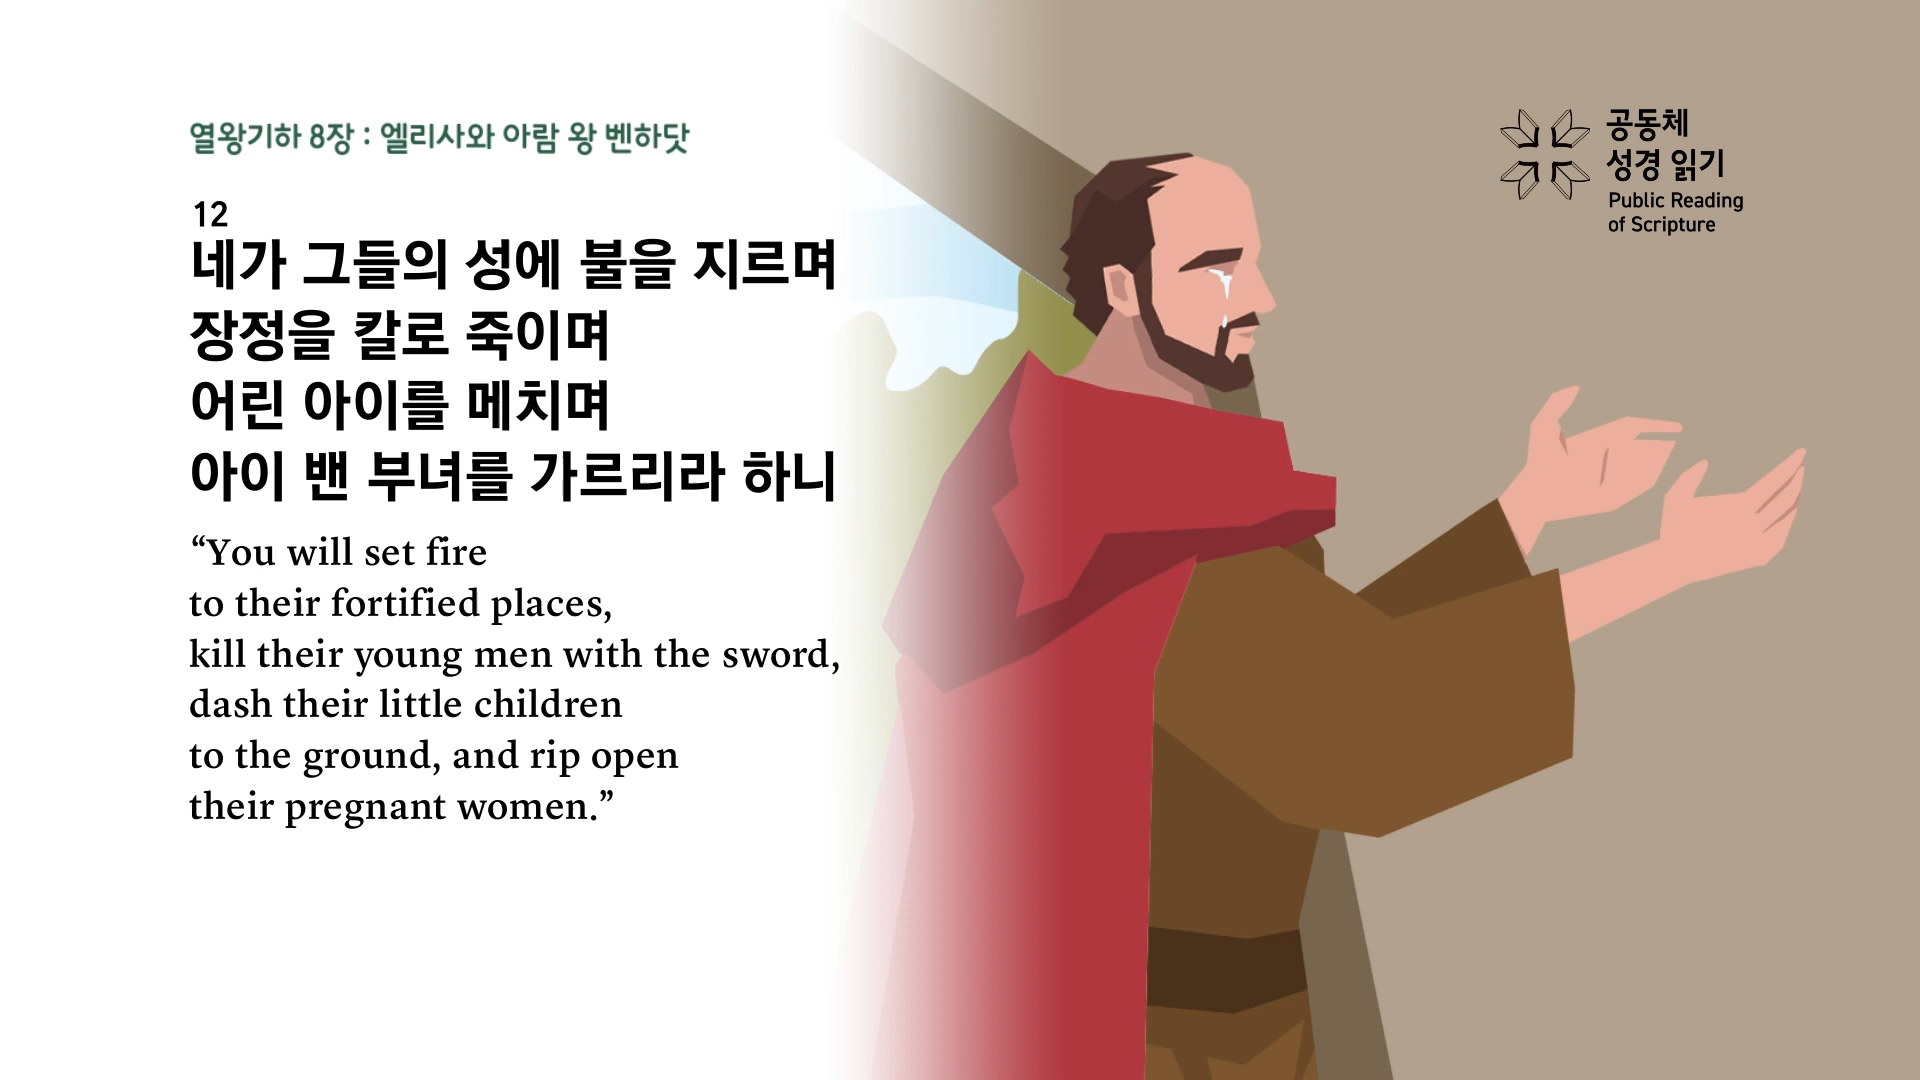 열왕기하 8장 : 엘리사와 아람 왕 벤하닷
12
네가 그들의 성에 불을 지르며
장정을 칼로 죽이며
어린 아이를 메치며
아이 밴 부녀를 가르리라 하니
“You will set fire
to their fortified places,
kill their young men with the sword,
dash their little children
to the ground, and rip open
their pregnant women.”
공동체
성경 읽기
Public Reading
of Scripture